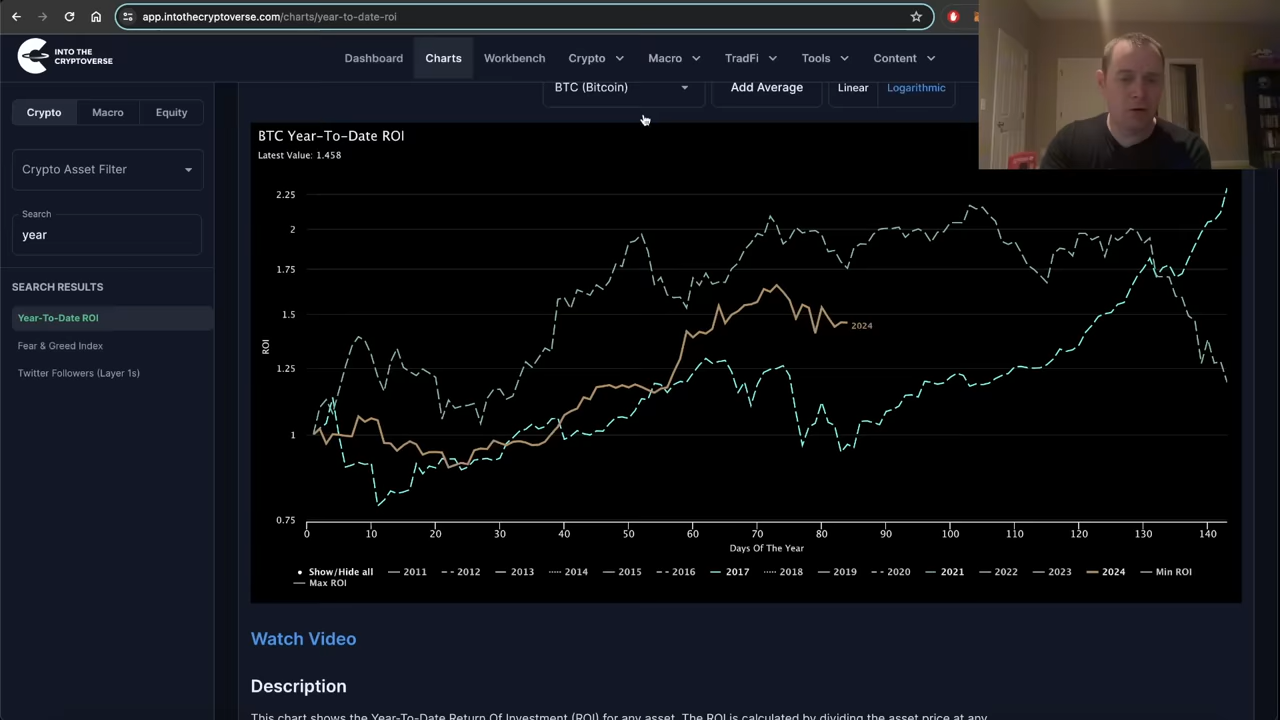 app.intothecryptoverse.com/charts/year-to-date-roi
INTO THE
CRYPTOVERSE
Dashboard Charts Workbench Crypto Macro TradFi Tools Content
Crypto Macro Equity
Crypto Asset Filter
Search
year
SEARCH RESULTS
Year-To-Date ROI
Fear & Greed Index
Twitter Followers (Layer 1s)
BTC (Bitcoin) Add Average Linear Logarithmic
BTC Year-To-Date ROI
Latest Value: 1.458
2.25
2
1.75
1.5
1.25
1
0.75
ROI
2024
0 10 20 30 40 50 60 70 80 90 100 110 120 130 140
Days Of The Year
Show/Hide all 2011 2012 2013 2014 2015 2016 2017 2018 2019 2020 2021 2022 2023 2024 Min ROI
Max ROI
Watch Video
Description
This chart shows the Year-To-Date Return Of Investment (ROI) for any asset. The ROI is calculated by dividing the asset price at any